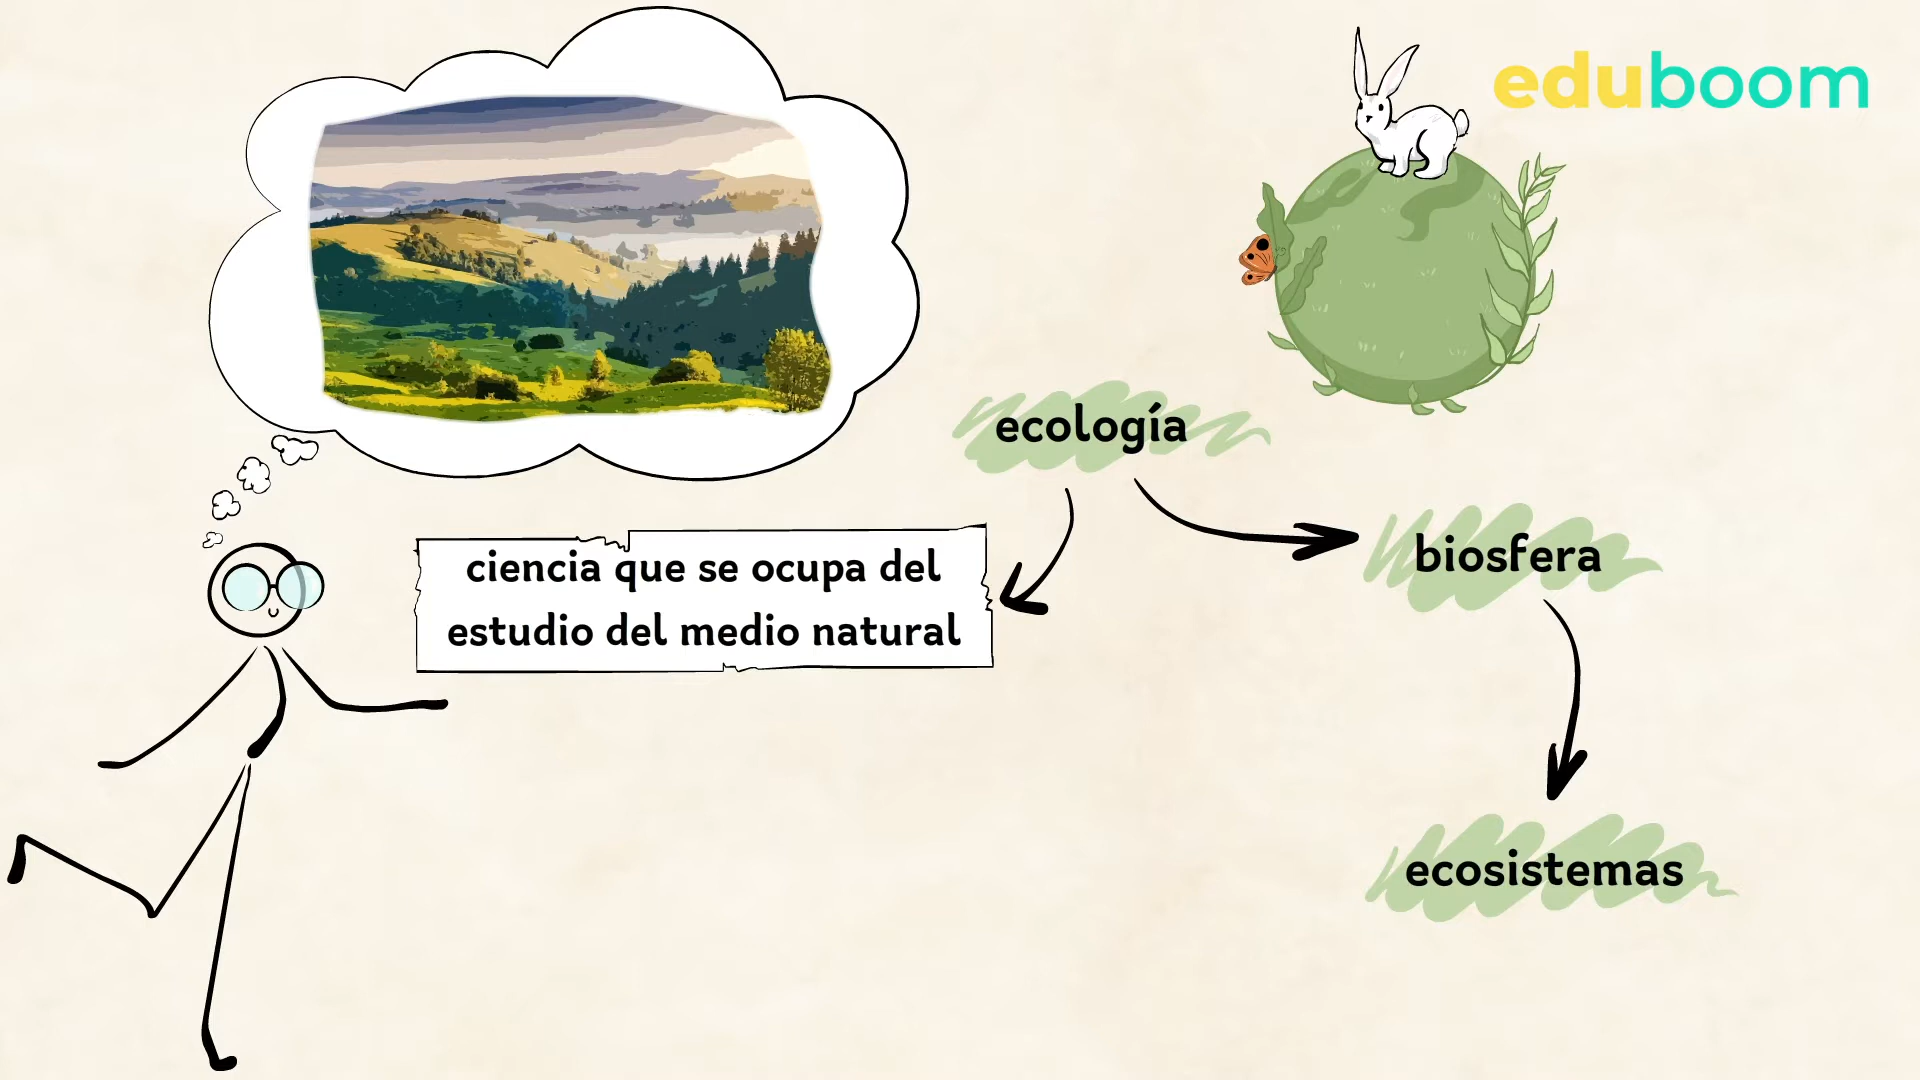 eduboom
ecología
ciencia que se ocupa del
estudio del medio natural
biosfera
ecosistemas